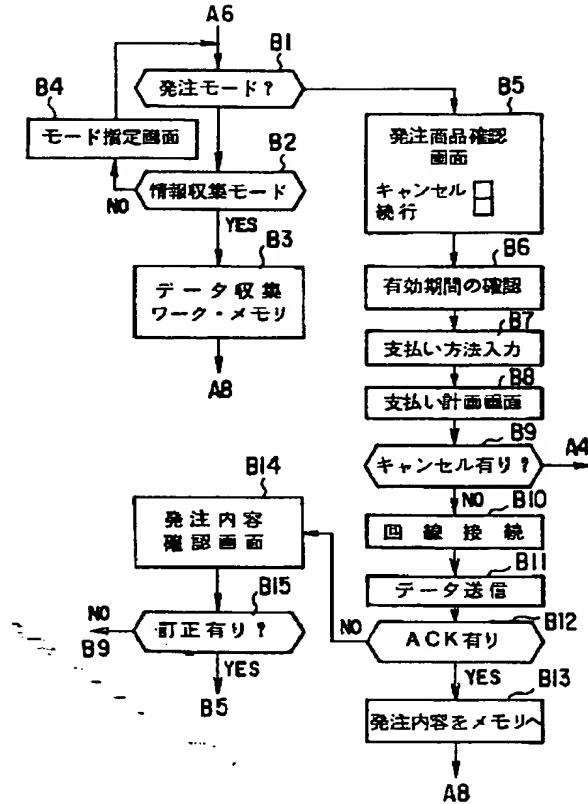 A6
B1
発注モード?
B4
モード指定画面
B2
情報収集モード
NO
YES
B3
データ収集
ワーク・メモリ
A8
B5
発注商品確認
画面
キャンセル
続行
B6
有効期間の確認
B7
支払い方法入力
B8
支払い計画画面
B9
キャンセル有り?
A4
NO
B10
回線接続
B11
データ送信
B12
ACK有り
NO
YES
B13
発注内容をメモリへ
A8
B14
発注内容
確認画面
B15
訂正有り?
NO
B9
YES
B5